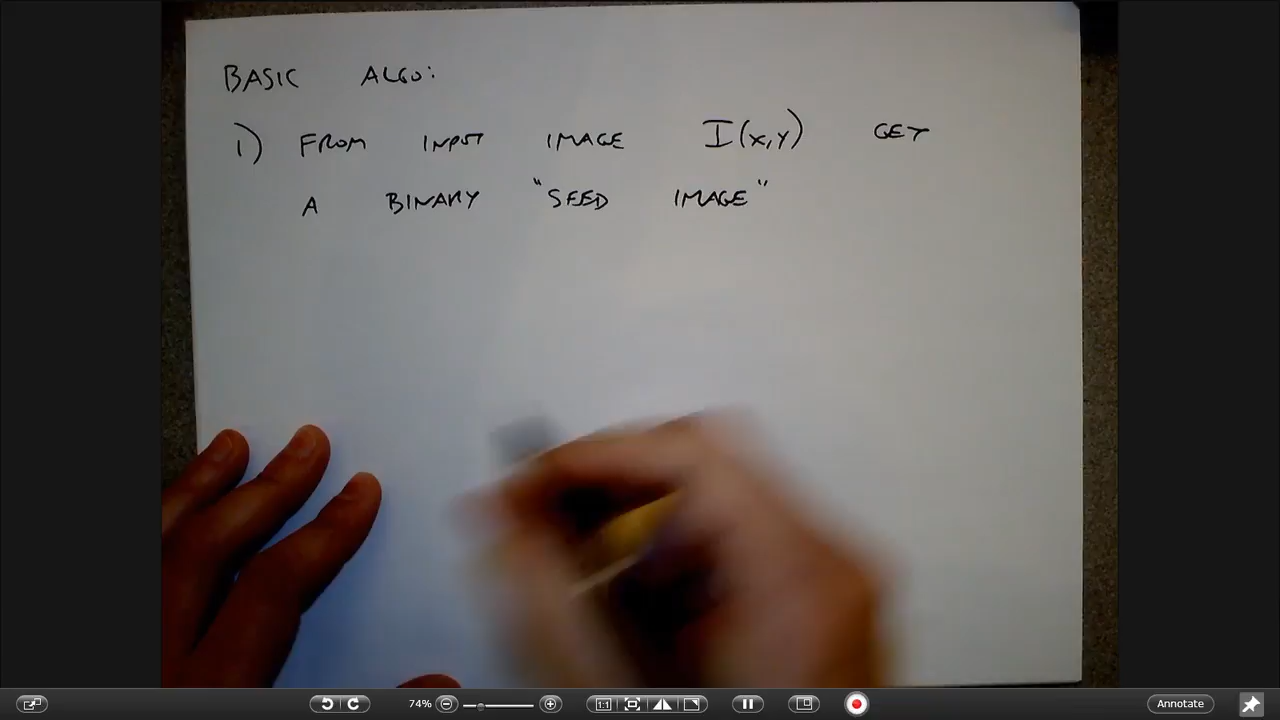 BASIC ALGO:
1) FROM INPUT IMAGE I(x,y) GET
A BINARY "SEED IMAGE"
74%
1:1
Annotate